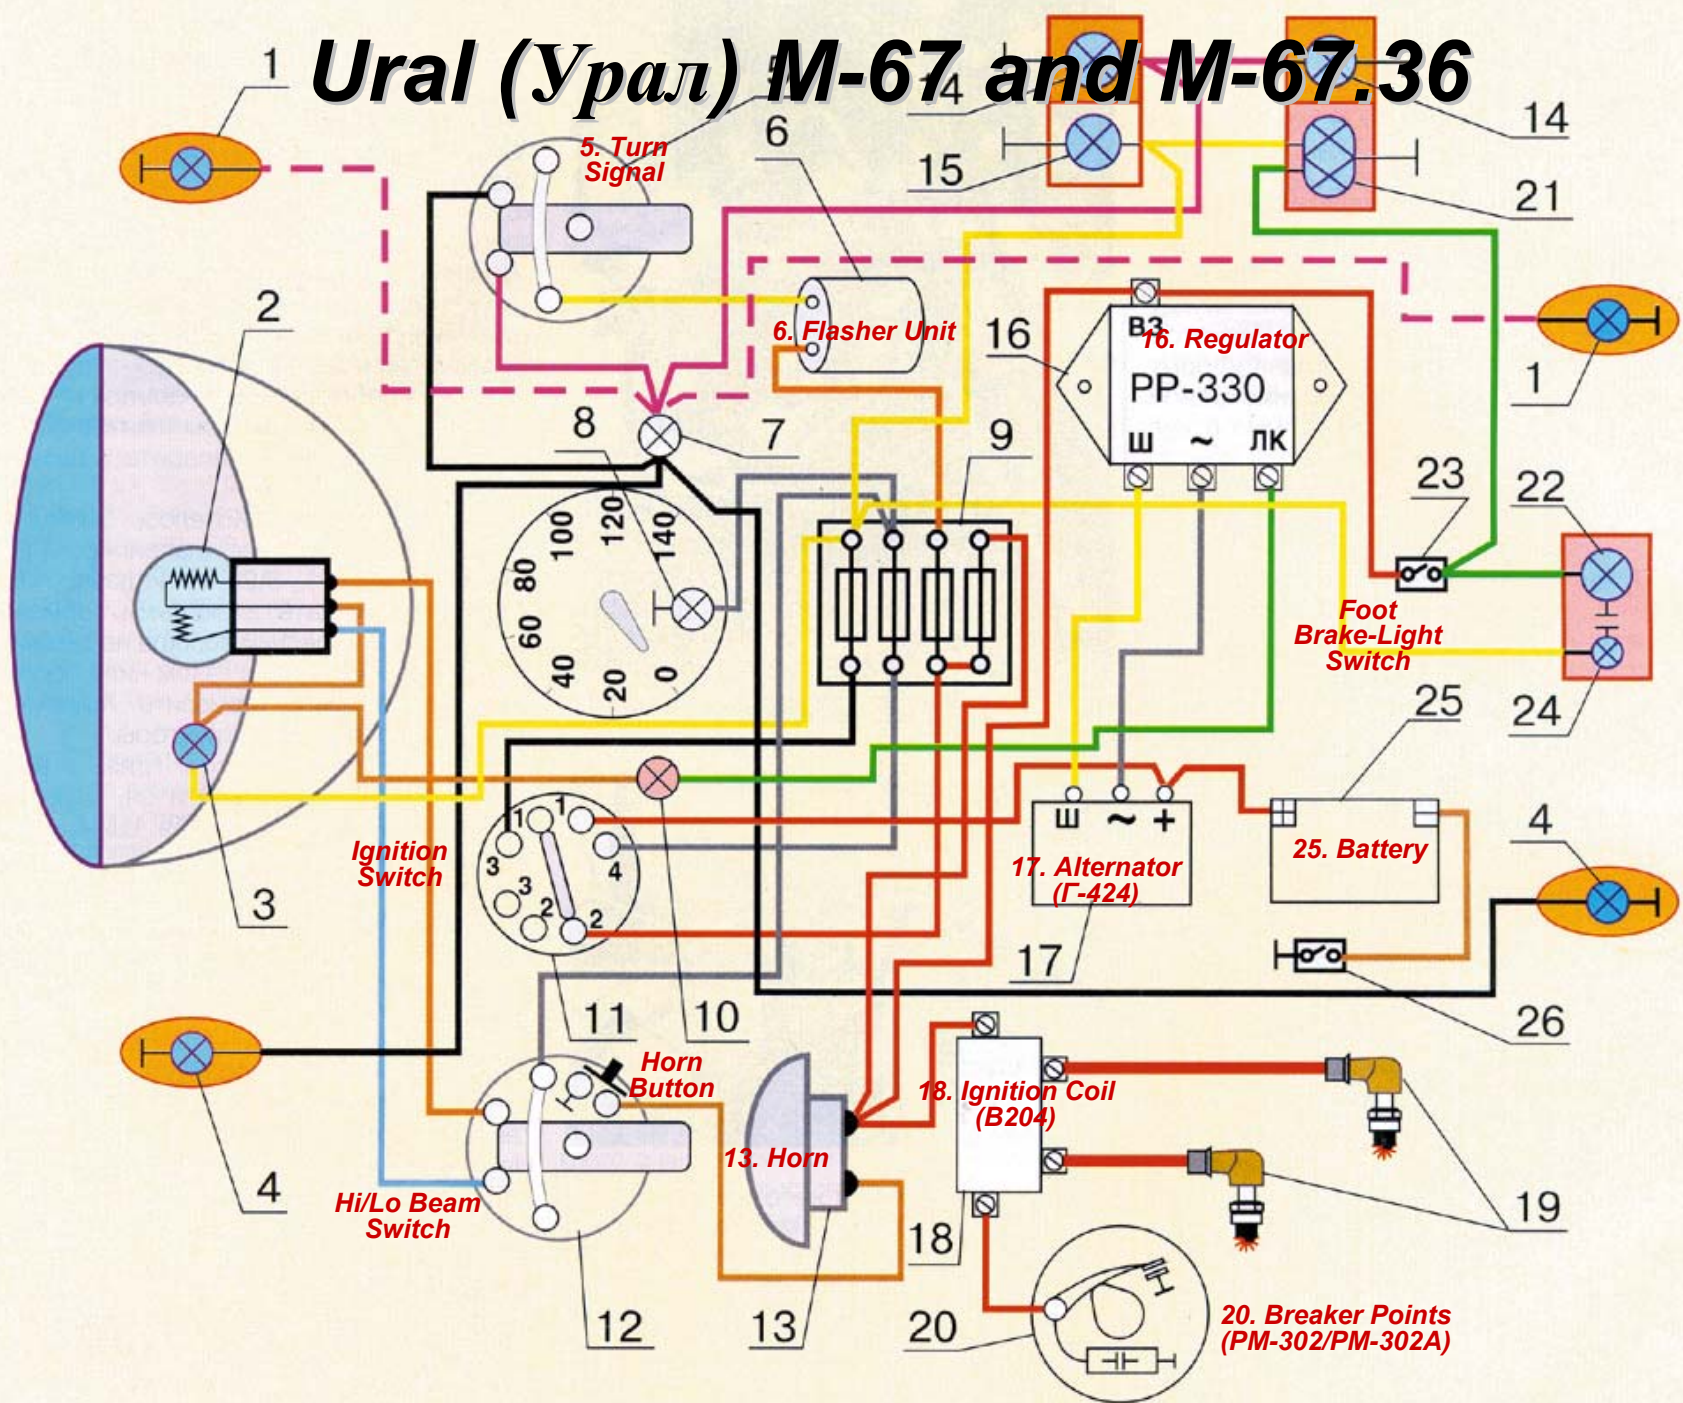 Ural (Урал) M-67 and M-67.36
1
5
14
14
6
5. Turn
Signal
15
21
2
6. Flasher Unit
16
ВЗ
16. Regulator
PP-330
Ш ~ ЛК
1
8
7
9
23
22
100
120
140
80
60
40
20
0
Foot
Brake-Light
Switch
25
24
Ш ~ +
1
1
3
4
3
2
2
Ignition
Switch
17. Alternator
(Г-424)
25. Battery
4
3
17
11
10
26
Horn
Button
18. Ignition Coil
(B204)
4
Hi/Lo Beam
Switch
13. Horn
19
18
12
13
20
20. Breaker Points
(PM-302/PM-302A)